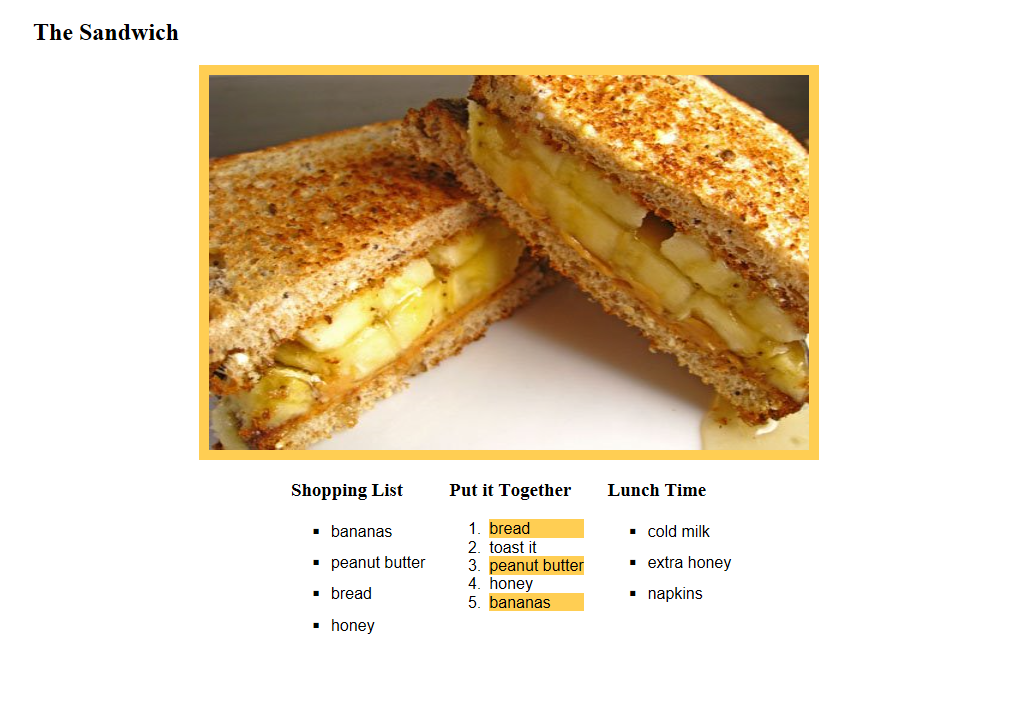 The Sandwich
Shopping List
▪ bananas
▪ peanut butter
▪ bread
▪ honey
Put it Together
1. bread
2. toast it
3. peanut butter
4. honey
5. bananas
Lunch Time
▪ cold milk
▪ extra honey
▪ napkins